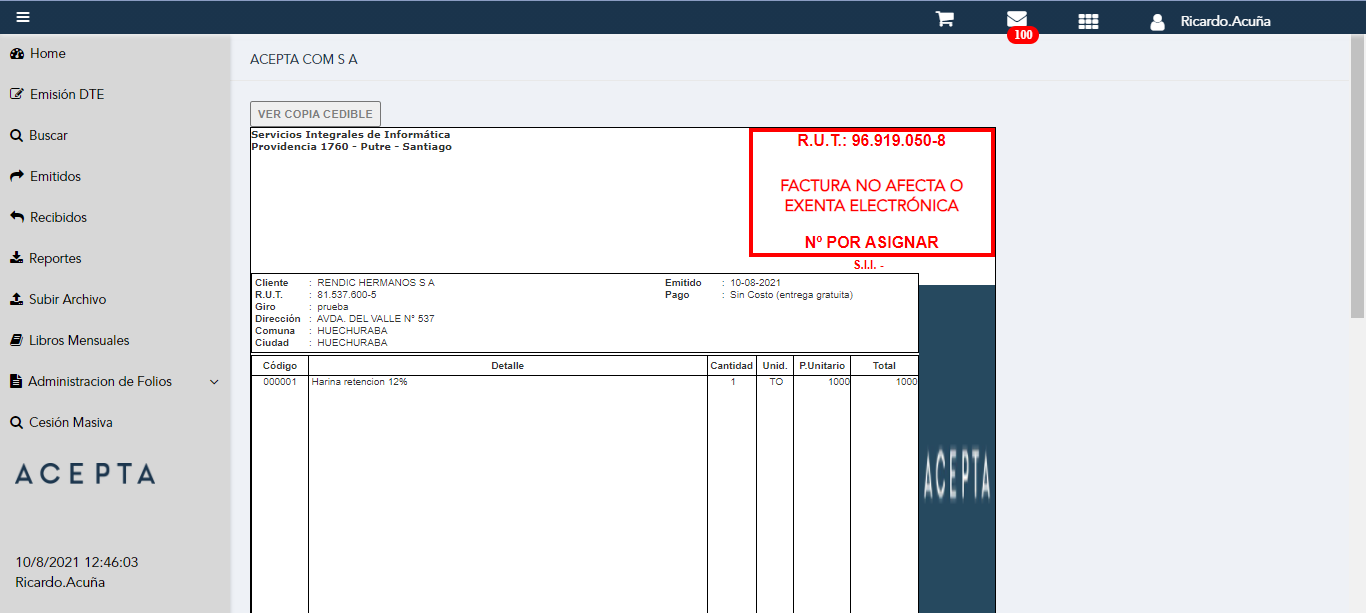 Ricardo.Acuña
100
Home
Emisión DTE
Buscar
Emitidos
Recibidos
Reportes
Subir Archivo
Libros Mensuales
Administracion de Folios
Cesión Masiva
ACEPTA
10/8/2021 12:46:03
Ricardo.Acuña
ACEPTA COM S A
VER COPIA CEDIBLE
Servicios Integrales de Informática
Providencia 1760 - Putre - Santiago
R.U.T.: 96.919.050-8
FACTURA NO AFECTA O
EXENTA ELECTRÓNICA
Nº POR ASIGNAR
S.I.I. -
Cliente : RENDIC HERMANOS S A Emitido : 10-08-2021
R.U.T. : 81.537.600-5 Pago : Sin Costo (entrega gratuita)
Giro : prueba
Dirección : AVDA. DEL VALLE N° 537
Comuna : HUECHURABA
Ciudad : HUECHURABA
Código Detalle Cantidad Unid. P.Unitario Total
000001 Harina retencion 12% 1 TO 1000 1000
ACEPTA